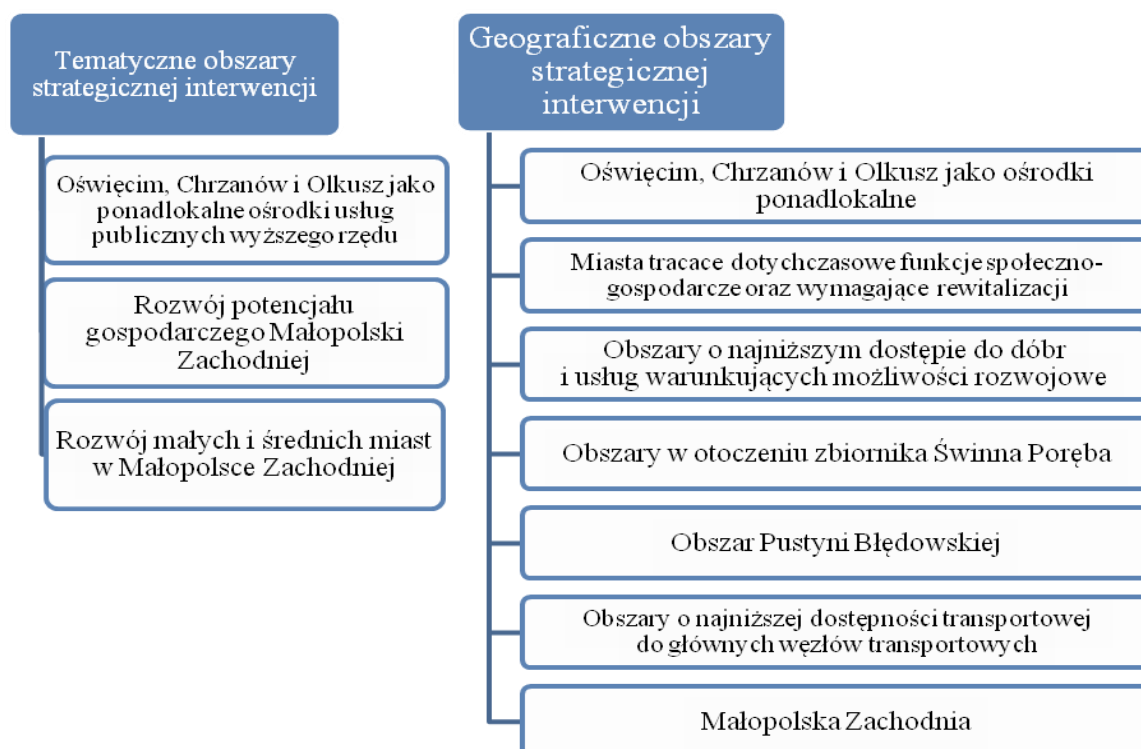 Tematyczne obszary
strategicznej interwencji
Oświęcim, Chrzanów i Olkusz jako
ponadlokalne ośrodki usług
publicznych wyższego rzędu
Rozwój potencjału
gospodarczego Małopolski
Zachodniej
Rozwój małych i średnich miast
w Małopolsce Zachodniej
Geograficzne obszary
strategicznej
interwencji
Oświęcim, Chrzanów i Olkusz jako ośrodki
ponadlokalne
Miasta tracace dotychczasowe funkcje społeczno-
gospodarcze oraz wymagające rewitalizacji
Obszary o najniższym dostępie do dóbr
i usług warunkujących możliwości rozwojowe
Obszary w otoczeniu zbiornika Świnna Poręba
Obszar Pustyni Błędowskiej
Obszary o najniższej dostępności transportowej
do głównych węzłów transportowych
Małopolska Zachodnia